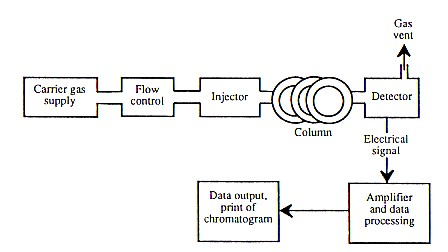 Gas
vent
Carrier gas
supply
Flow
control
Injector
Column
Detector
Electrical
signal
Data output,
print of
chromatogram
Amplifier
and data
processing